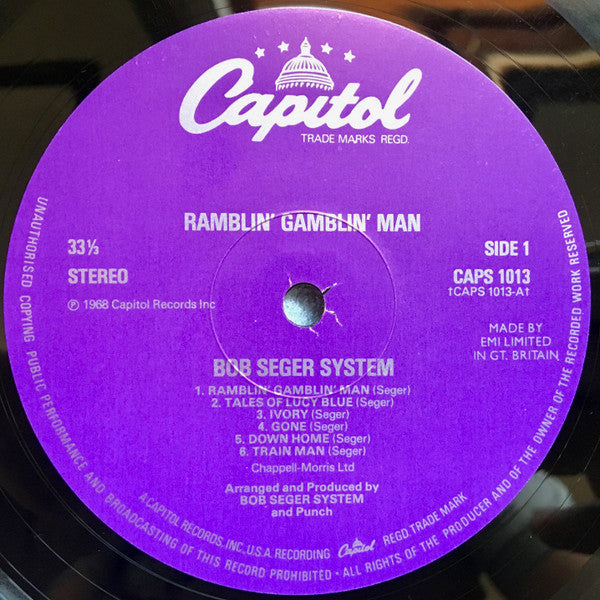 Capitol
TRADE MARKS REGD.
RAMBLIN' GAMBLIN' MAN
33⅓
STEREO
℗ 1968 Capitol Records Inc
SIDE 1
CAPS 1013
†CAPS 1013-A†
MADE BY
EMI LIMITED
IN GT. BRITAIN
BOB SEGER SYSTEM
1. RAMBLIN' GAMBLIN' MAN (Seger)
2. TALES OF LUCY BLUE (Seger)
3. IVORY (Seger)
4. GONE (Seger)
5. DOWN HOME (Seger)
6. TRAIN MAN (Seger)
Chappell-Morris Ltd
Arranged and Produced by
BOB SEGER SYSTEM
and Punch
A CAPITOL RECORDS, INC., U.S.A. RECORDING Capitol REGD. TRADE MARK
UNAUTHORISED COPYING PUBLIC PERFORMANCE AND BROADCASTING OF THIS RECORD PROHIBITED · ALL RIGHTS OF THE PRODUCER AND OF THE OWNER OF THE RECORDED WORK RESERVED